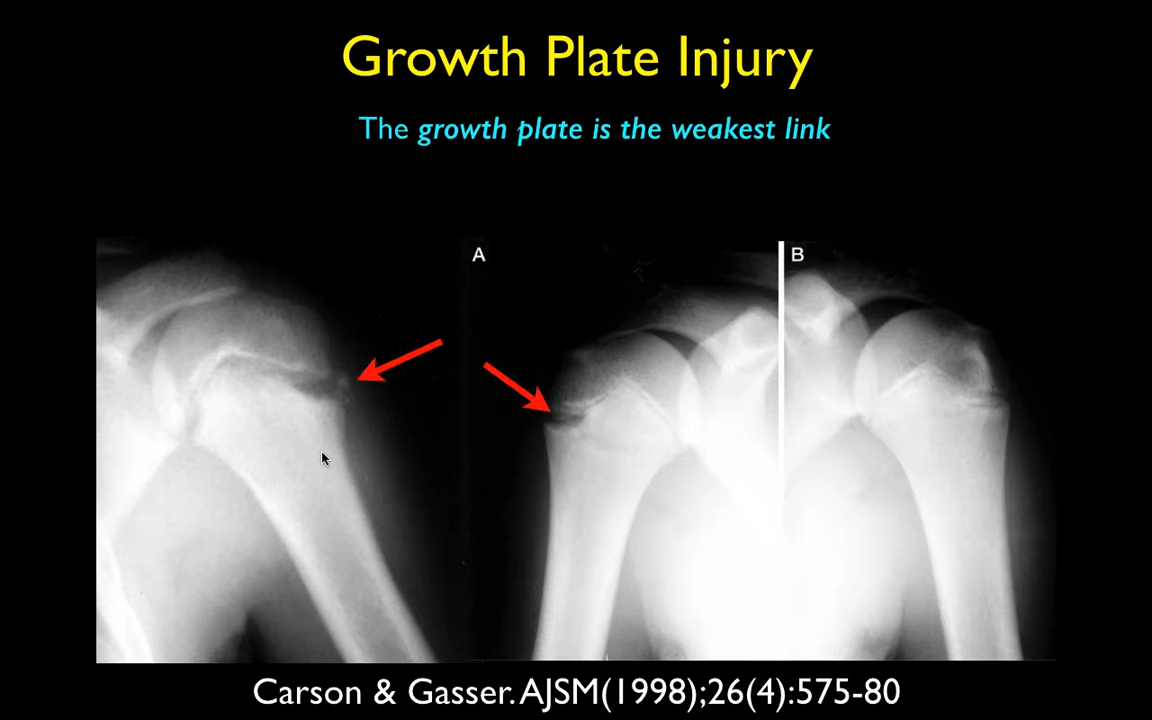 Growth Plate Injury
The growth plate is the weakest link
A
B
Carson & Gasser. AJSM(1998);26(4):575-80